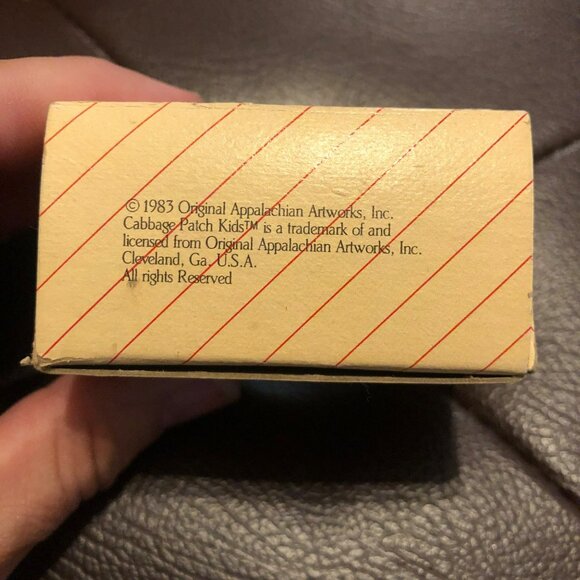 © 1983 Original Appalachian Artworks, Inc.
Cabbage Patch Kids™ is a trademark of and
licensed from Original Appalachian Artworks, Inc.
Cleveland, Ga. U.S.A.
All rights Reserved